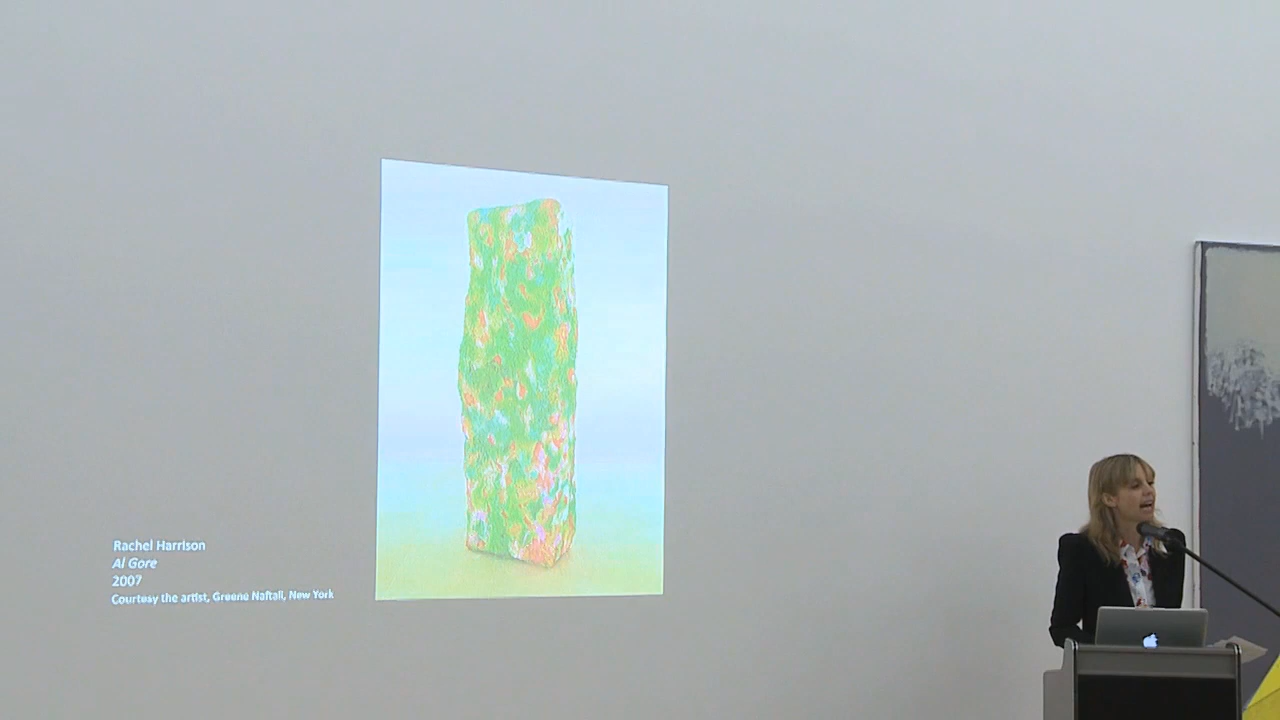 Rachel Harrison
Al Gore
2007
Courtesy the artist, Greene Naftali, New York